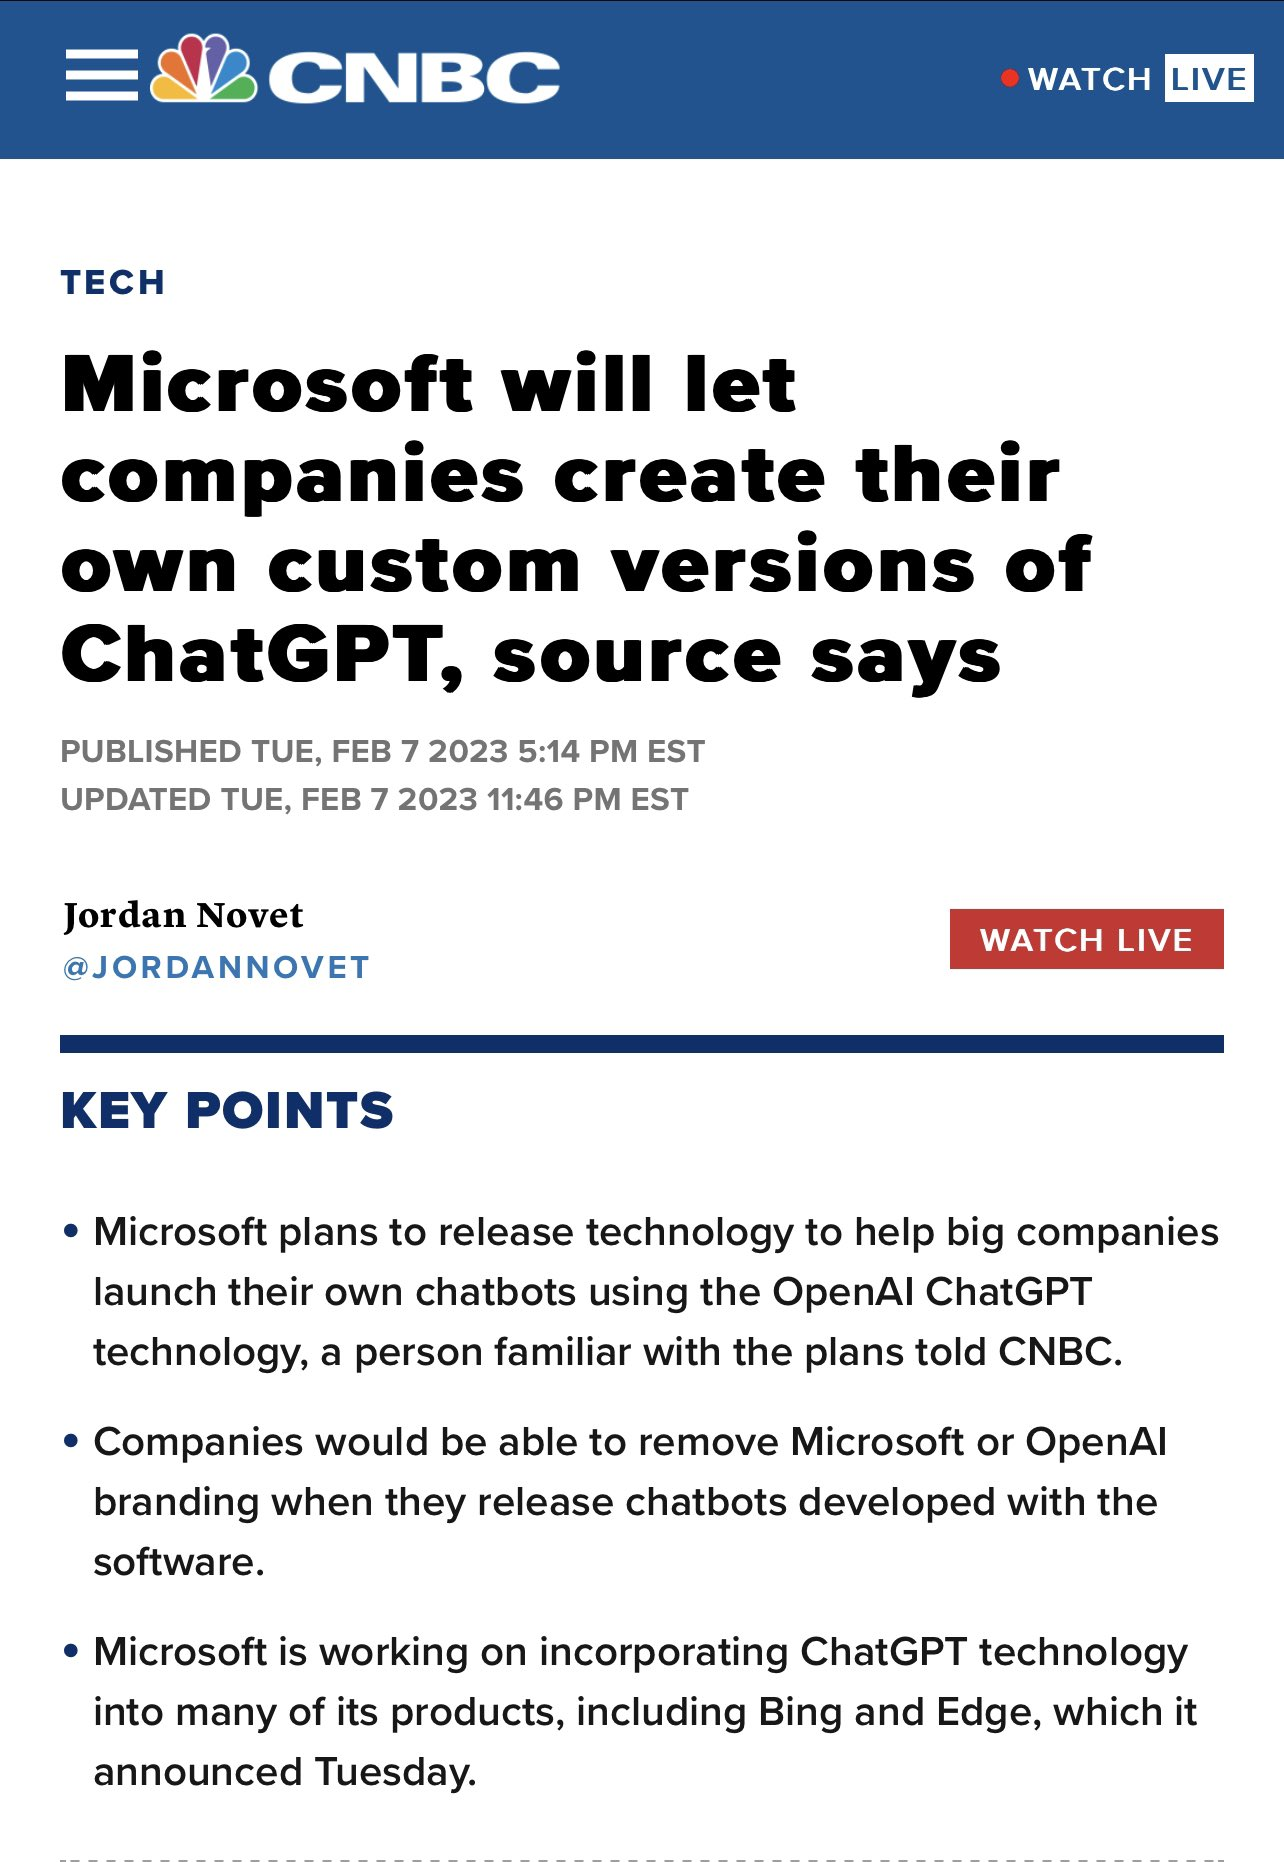 CNBC
WATCH LIVE
TECH
Microsoft will let
companies create their
own custom versions of
ChatGPT, source says
PUBLISHED TUE, FEB 7 2023 5:14 PM EST
UPDATED TUE, FEB 7 2023 11:46 PM EST
Jordan Novet
@JORDANNOVET
WATCH LIVE
KEY POINTS
• Microsoft plans to release technology to help big companies
launch their own chatbots using the OpenAI ChatGPT
technology, a person familiar with the plans told CNBC.
• Companies would be able to remove Microsoft or OpenAI
branding when they release chatbots developed with the
software.
• Microsoft is working on incorporating ChatGPT technology
into many of its products, including Bing and Edge, which it
announced Tuesday.